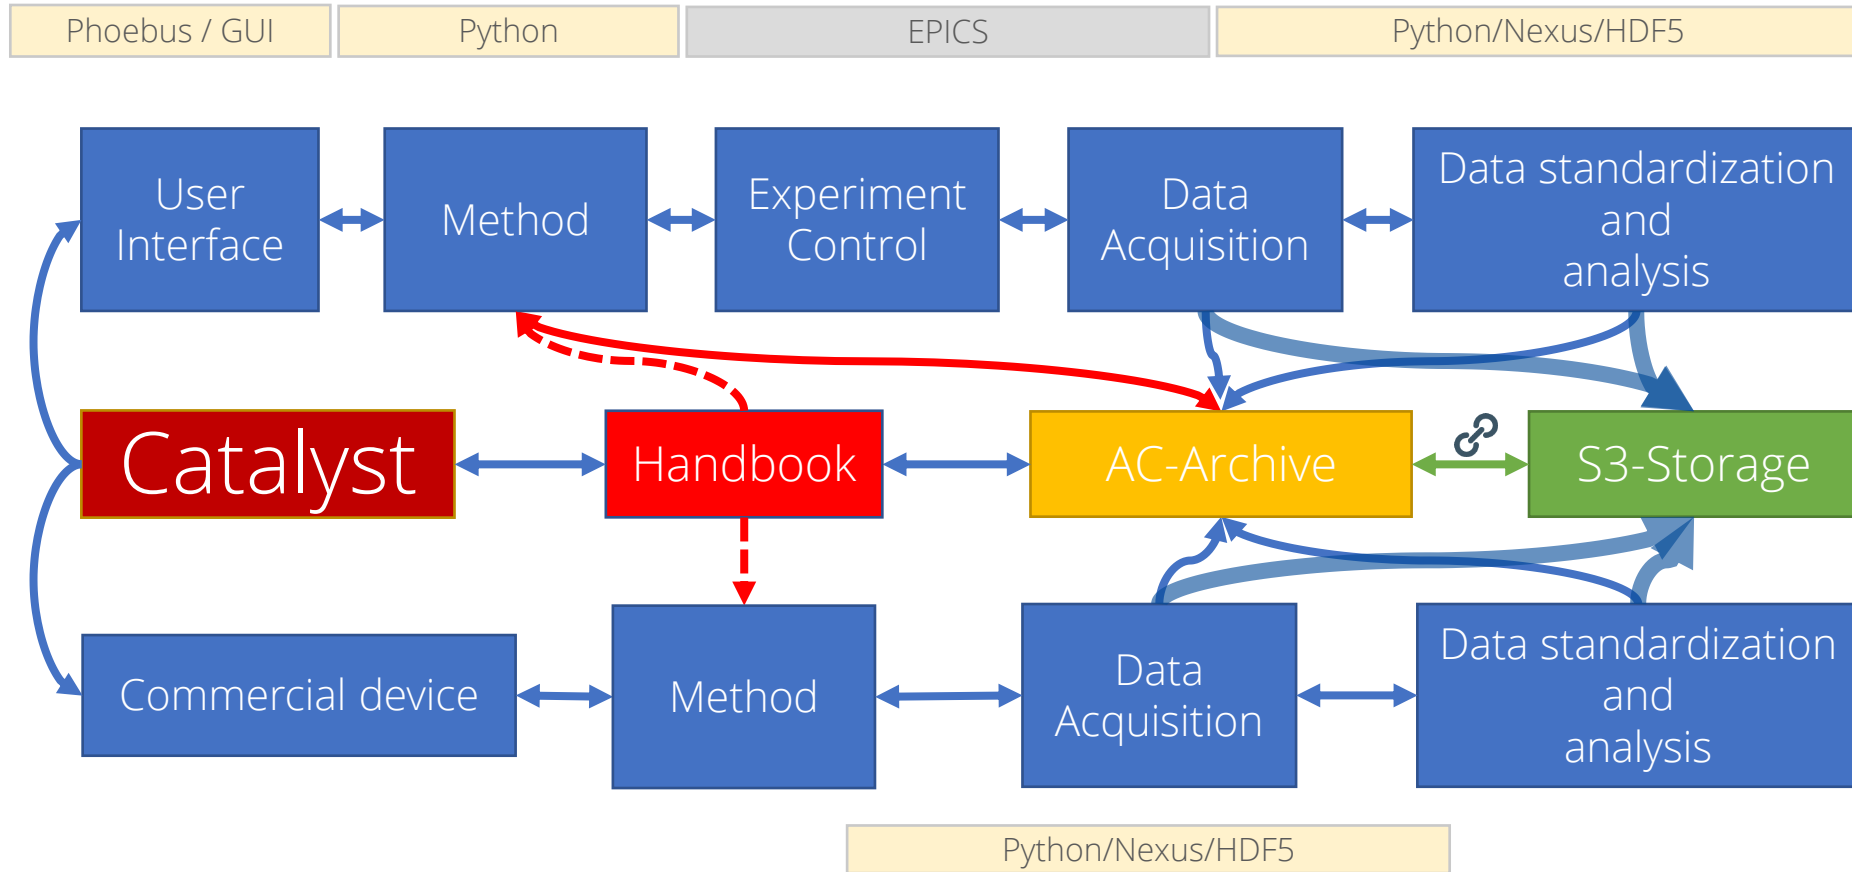 Phoebus / GUI
Python
EPICS
Python/Nexus/HDF5
User
Interface
Method
Experiment
Control
Data
Acquisition
Data standardization
and
analysis
Catalyst
Handbook
AC-Archive
S3-Storage
Commercial device
Method
Data
Acquisition
Data standardization
and
analysis
Python/Nexus/HDF5